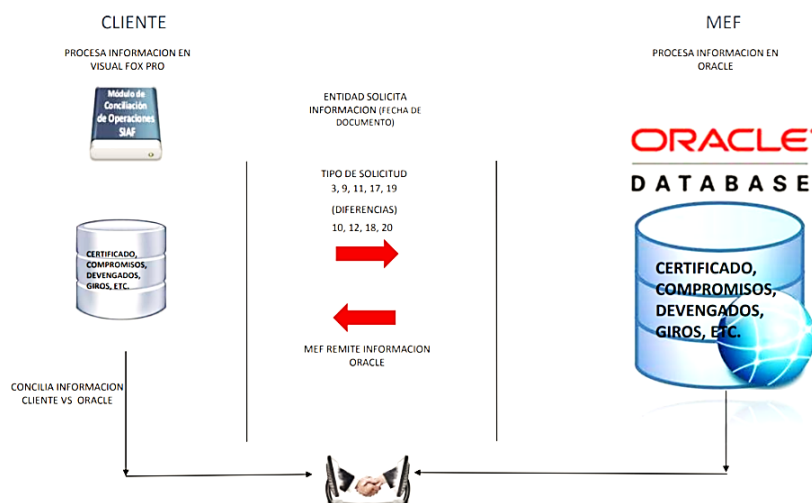 CLIENTE
PROCESA INFORMACION EN
VISUAL FOX PRO
Módulo de
Conciliación
de Operaciones
SIAF
CERTIFICADO,
COMPROMISOS,
DEVENGADOS,
GIROS, ETC.
CONCILIA INFORMACION
CLIENTE VS ORACLE
ENTIDAD SOLICITA
INFORMACION (FECHA DE
DOCUMENTO)
TIPO DE SOLICITUD
3, 9, 11, 17, 19
(DIFERENCIAS)
10, 12, 18, 20
MEF REMITE INFORMACION
ORACLE
MEF
PROCESA INFORMACION EN
ORACLE
ORACLE
DATABASE
CERTIFICADO,
COMPROMISOS,
DEVENGADOS,
GIROS, ETC.